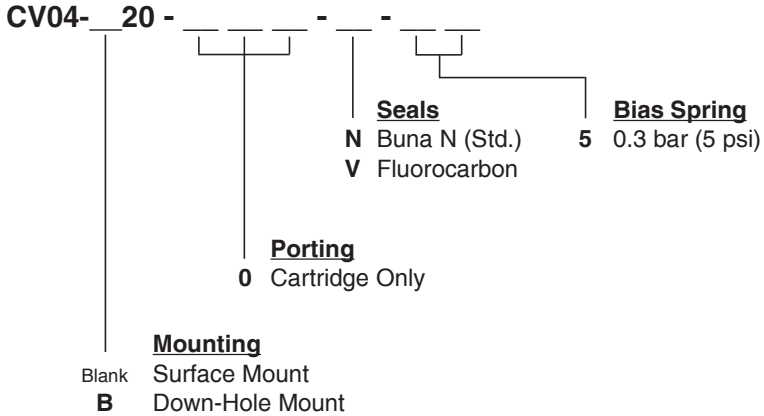 CV04-__20 - __ __ __ - __ - __ __
Seals
N Buna N (Std.)
V Fluorocarbon
Bias Spring
5 0.3 bar (5 psi)
Porting
0 Cartridge Only
Mounting
Blank Surface Mount
B Down-Hole Mount